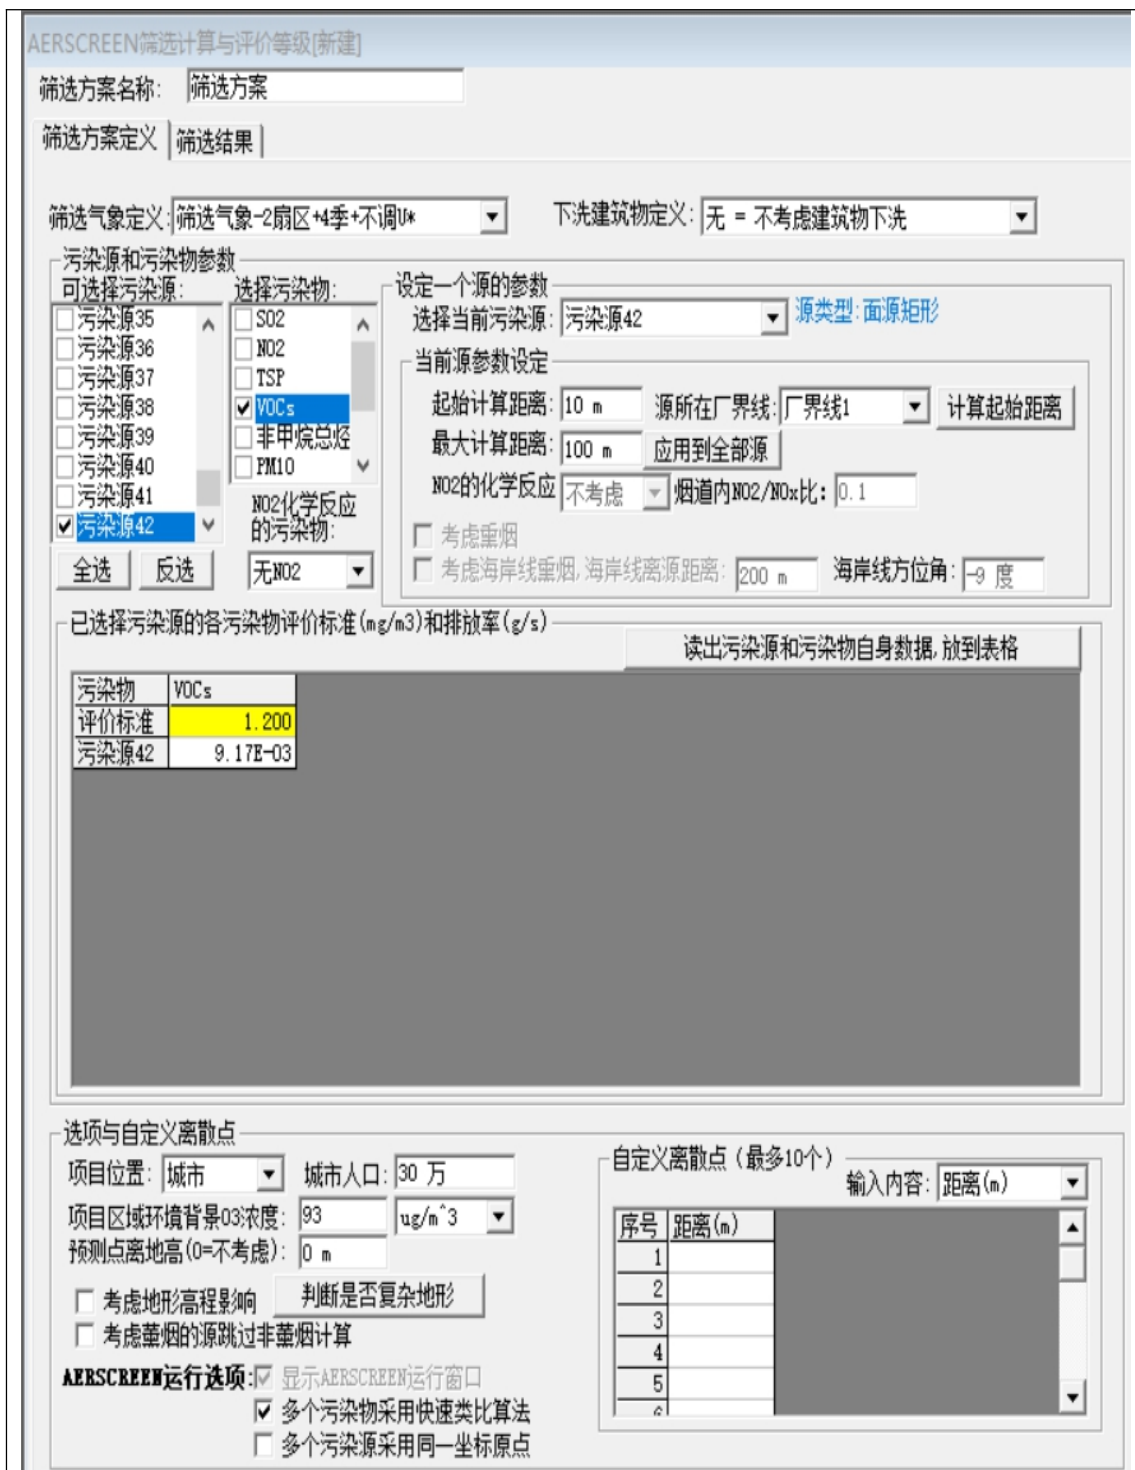 AERSCREEN筛选计算与评价等级[新建]
筛选方案名称: 筛选方案
筛选方案定义 筛选结果
筛选气象定义: 筛选气象-2扇区+4季+不调U* 下洗建筑物定义: 无 = 不考虑建筑物下洗
污染源和污染物参数
可选择污染源: 选择污染物: 设定一个源的参数
污染源35 SO2 选择当前污染源: 污染源42 源类型:面源矩形
污染源36 NO2
污染源37 TSP 当前源参数设定
污染源38 VOCs 起始计算距离: 10 m 源所在厂界线: 厂界线1 计算起始距离
污染源39 非甲烷总烃 最大计算距离: 100 m 应用到全部源
污染源40 PM10 NO2的化学反应 不考虑 烟道内NO2/NOx比: 0.1
污染源41 NO2化学反应
污染源42 的污染物: 考虑熏烟
全选 反选 无NO2 考虑海岸线熏烟,海岸线离源距离: 200 m 海岸线方位角: -9 度
已选择污染源的各污染物评价标准(mg/m3)和排放率(g/s)
读出污染源和污染物自身数据,放到表格
污染物 VOCs
评价标准 1.200
污染源42 9.17E-03
选项与自定义离散点
项目位置: 城市 城市人口: 30 万 自定义离散点(最多10个)
输入内容: 距离(m)
项目区域环境背景O3浓度: 93 ug/m^3
预测点离地高(0=不考虑): 0 m
考虑地形高程影响 判断是否复杂地形
考虑薰烟的源跳过非薰烟计算
AERSCREEN运行选项: 显示AERSCREEN运行窗口
多个污染物采用快速类比算法
多个污染源采用同一坐标原点
序号 距离(m)
1
2
3
4
5
6